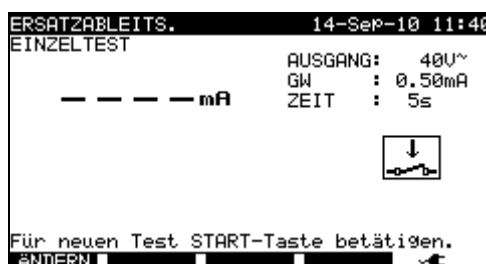 ERSATZABLEITS. 14-Sep-10 11:40
EINZELTEST
AUSGANG: 40V~
GW : 0.50mA
---- mA ZEIT : 5s
Für neuen Test START-Taste betätigen.
ÄNDERN